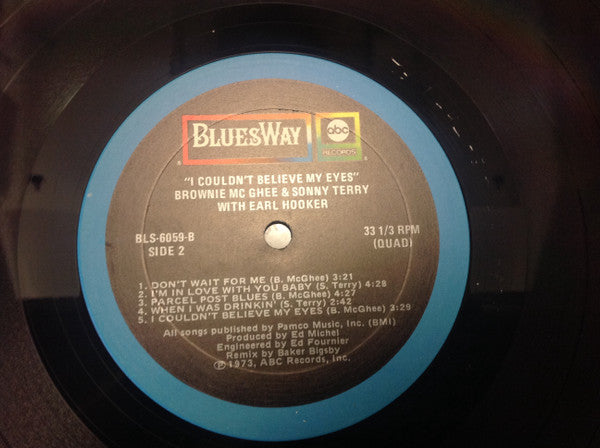 BLUESWAY
abc
RECORDS
"I COULDN'T BELIEVE MY EYES"
BROWNIE MC GHEE & SONNY TERRY
WITH EARL HOOKER
BLS-6059-B
SIDE 2
33 1/3 RPM
(QUAD)
1. DON'T WAIT FOR ME (B. McGhee) 3:21
2. I'M IN LOVE WITH YOU BABY (S. Terry) 4:28
3. PARCEL POST BLUES (B. McGhee) 4:27
4. WHEN I WAS DRINKIN' (S. Terry) 2:42
5. I COULDN'T BELIEVE MY EYES (B. McGhee) 3:29
All songs published by Pamco Music, Inc. (BMI)
Produced by Ed Michel
Engineered by Ed Fournier
Remix by Baker Bigsby
℗1973, ABC Records, Inc.